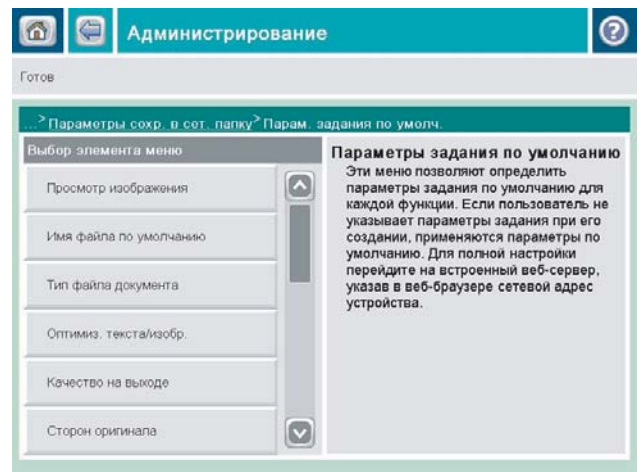 Администрирование
Готов
...> Параметры сохр. в сет. папку > Парам. задания по умолч.
Выбор элемента меню
Просмотр изображения
Имя файла по умолчанию
Тип файла документа
Оптимиз. текста/изобр.
Качество на выходе
Сторон оригинала
Параметры задания по умолчанию
Эти меню позволяют определить
параметры задания по умолчанию для
каждой функции. Если пользователь не
указывает параметры задания при его
создании, применяются параметры по
умолчанию. Для полной настройки
перейдите на встроенный веб-сервер,
указав в веб-браузере сетевой адрес
устройства.